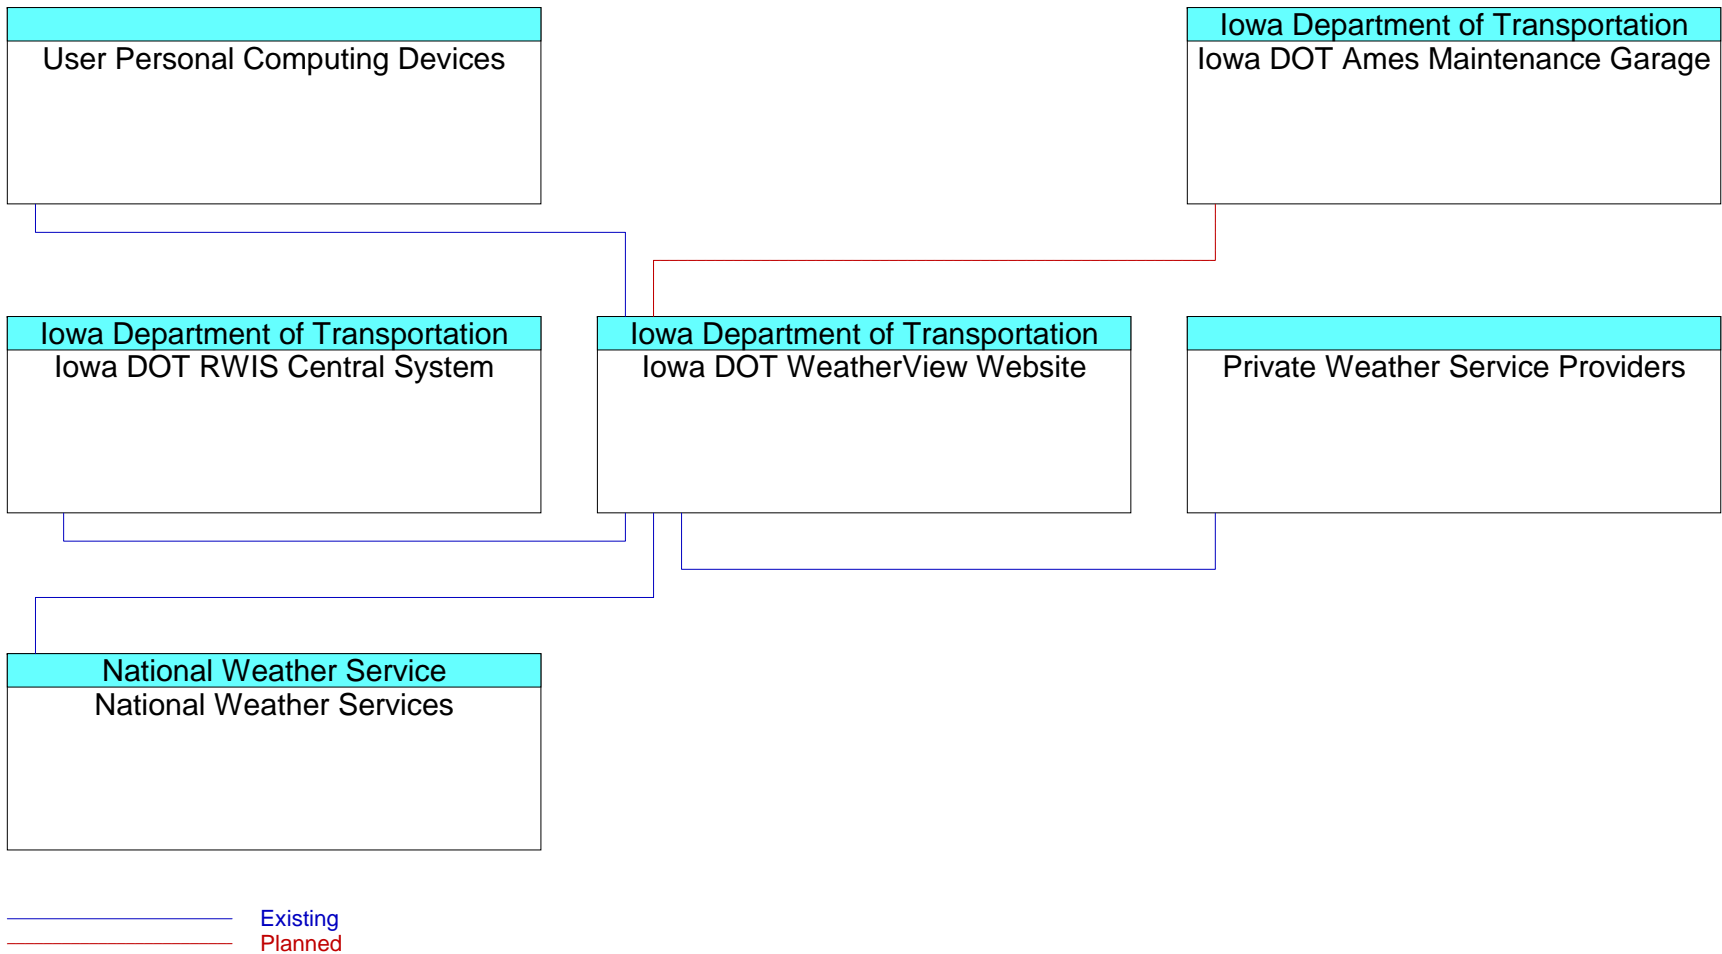 User Personal Computing Devices
Iowa Department of Transportation
Iowa DOT Ames Maintenance Garage
Iowa Department of Transportation
Iowa DOT RWIS Central System
Iowa Department of Transportation
Iowa DOT WeatherView Website
Private Weather Service Providers
National Weather Service
National Weather Services
Existing
Planned